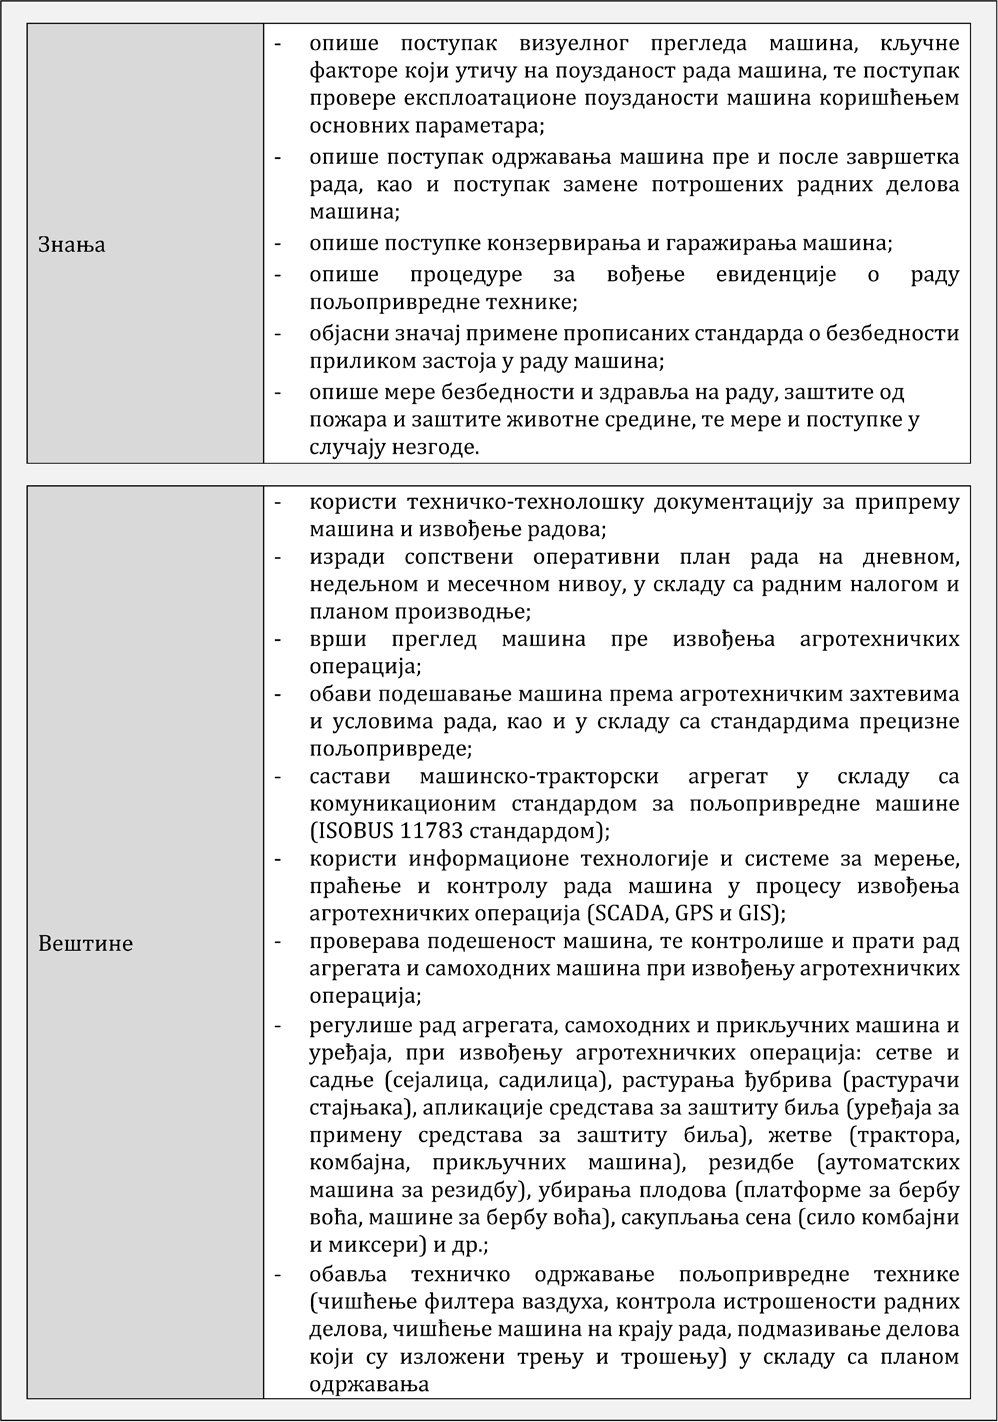 Знања
- опише поступак визуелног прегледа машина, кључне
факторе који утичу на поузданост рада машина, те поступак
провере експлоатационе поузданости машина коришћењем
основних параметара;
- опише поступак одржавања машина пре и после завршетка
рада, као и поступак замене потрошених радних делова
машина;
- опише поступке конзервирања и гаражирања машина;
- опише процедуре за вођење евиденције о раду
пољопривредне технике;
- објасни значај примене прописаних стандарда о безбедности
приликом застоја у раду машина;
- опише мере безбедности и здравља на раду, заштите од
пожара и заштите животне средине, те мере и поступке у
случају незгоде.
Вештине
- користи техничко-технолошку документацију за припрему
машина и извођење радова;
- изради сопствени оперативни план рада на дневном,
недељном и месечном нивоу, у складу са радним налогом и
планом производње;
- врши преглед машина пре извођења агротехничких
операција;
- обави подешавање машина према агротехничким захтевима
и условима рада, као и у складу са стандардима прецизне
пољопривреде;
- састави машинско-тракторски агрегат у складу са
комуникационим стандардом за пољопривредне машине
(ISOBUS 11783 стандардом);
- користи информационе технологије и системе за мерење,
праћење и контролу рада машина у процесу извођења
агротехничких операција (SCADA, GPS и GIS);
- проверава подешеност машина, те контролише и прати рад
агрегата и самоходних машина при извођењу агротехничких
операција;
- регулише рад агрегата, самоходних и прикључних машина и
уређаја, при извођењу агротехничких операција: сетве и
садње (сејалица, садилица), растурања ђубрива (растурачи
стајњака), апликације средстава за заштиту биља (уређаја за
примену средстава за заштиту биља), жетве (трактора,
комбајна, прикључних машина), резидбе (аутоматских
машина за резидбу), убирања плодова (платформе за бербу
воћа, машине за бербу воћа), сакупљања сена (сило комбајни
и миксери) и др.;
- обавља техничко одржавање пољопривредне технике
(чишћење филтера ваздуха, контрола истрошености радних
делова, чишћење машина на крају рада, подмазивање делова
који су изложени трењу и трошењу) у складу са планом
одржавања